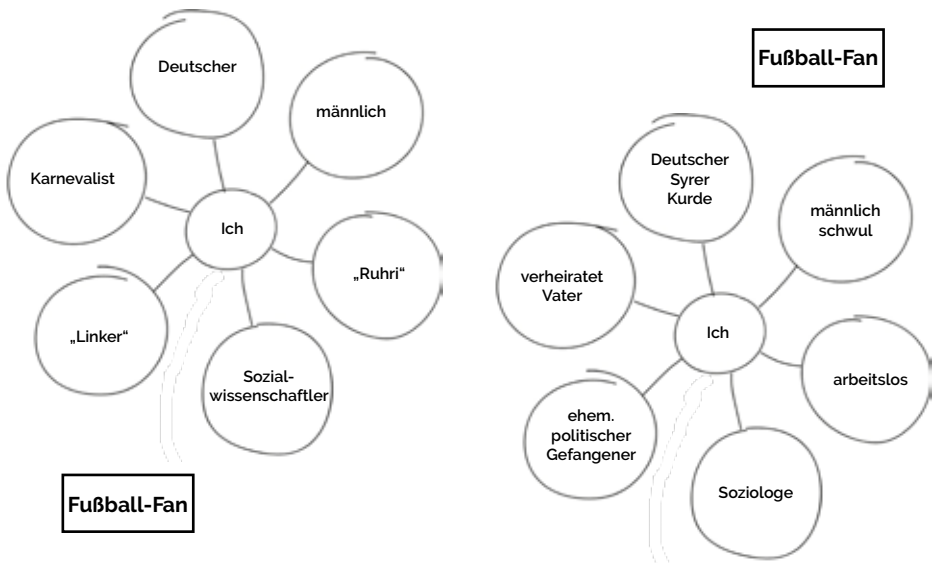 Deutscher
männlich
Karnevalist
Ich
„Ruhri“
„Linker“
Sozial-
wissenschaftler
Fußball-Fan
Fußball-Fan
Deutscher
Syrer
Kurde
männlich
schwul
verheiratet
Vater
Ich
arbeitslos
ehem.
politischer
Gefangener
Soziologe